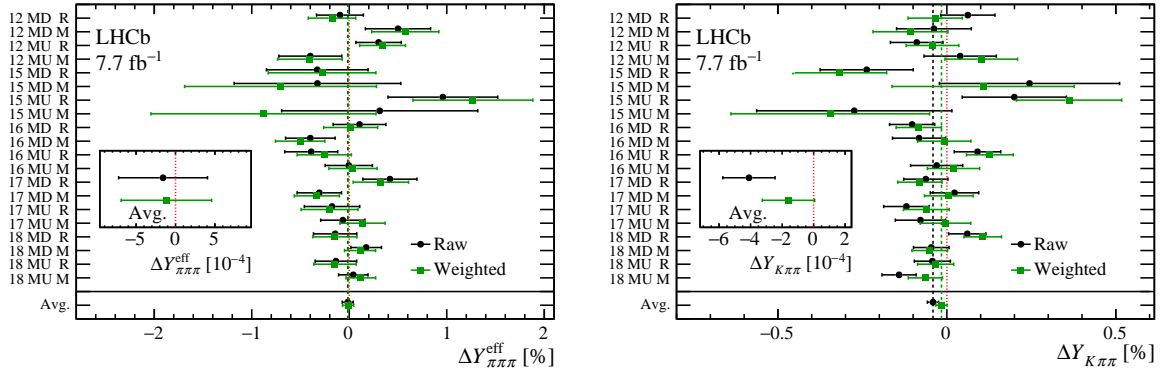 12 MD R
12 MD M
12 MU R
12 MU M
15 MD R
15 MD M
15 MU R
15 MU M
16 MD R
16 MD M
16 MU R
16 MU M
17 MD R
17 MD M
17 MU R
17 MU M
18 MD R
18 MD M
18 MU R
18 MU M
Avg.
LHCb
7.7 fb⁻¹
Avg.
−5 0 5
ΔY^eff_πππ [10⁻⁴]
Raw
Weighted
−2 −1 0 1 2
ΔY^eff_πππ [%]
12 MD R
12 MD M
12 MU R
12 MU M
15 MD R
15 MD M
15 MU R
15 MU M
16 MD R
16 MD M
16 MU R
16 MU M
17 MD R
17 MD M
17 MU R
17 MU M
18 MD R
18 MD M
18 MU R
18 MU M
Avg.
LHCb
7.7 fb⁻¹
Avg.
−6 −4 −2 0 2
ΔY_Kππ [10⁻⁴]
Raw
Weighted
−0.5 0 0.5
ΔY_Kππ [%]